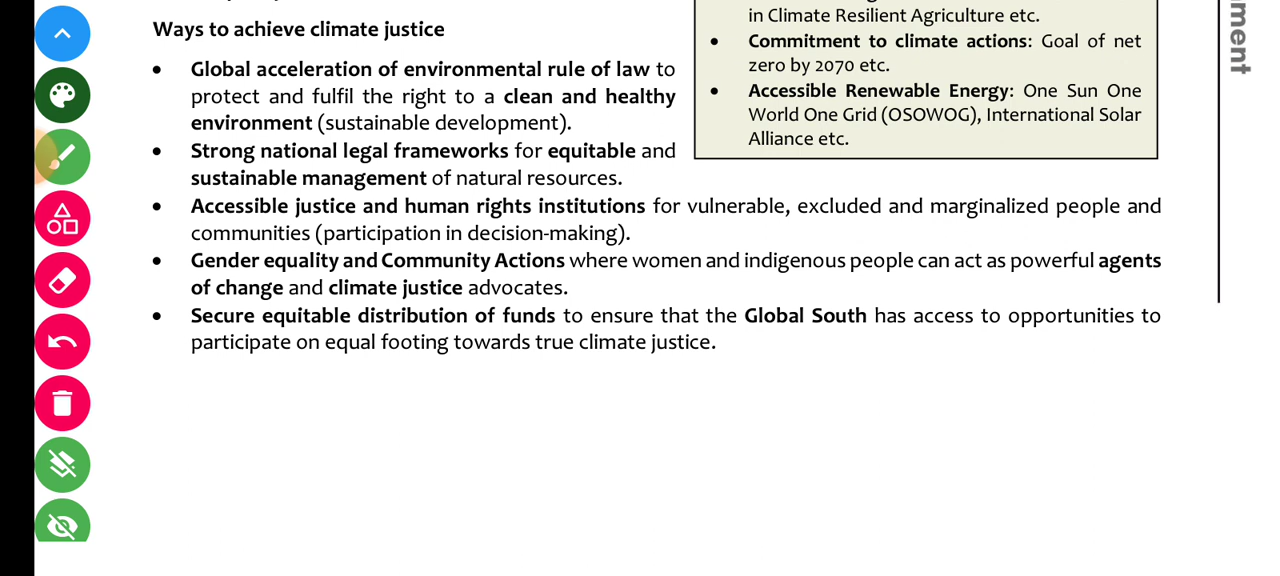 Ways to achieve climate justice
• Global acceleration of environmental rule of law to
protect and fulfil the right to a clean and healthy
environment (sustainable development).
• Strong national legal frameworks for equitable and
sustainable management of natural resources.
• Accessible justice and human rights institutions for vulnerable, excluded and marginalized people and
communities (participation in decision-making).
• Gender equality and Community Actions where women and indigenous people can act as powerful agents
of change and climate justice advocates.
• Secure equitable distribution of funds to ensure that the Global South has access to opportunities to
participate on equal footing towards true climate justice.
in Climate Resilient Agriculture etc.
• Commitment to climate actions: Goal of net
zero by 2070 etc.
• Accessible Renewable Energy: One Sun One
World One Grid (OSOWOG), International Solar
Alliance etc.